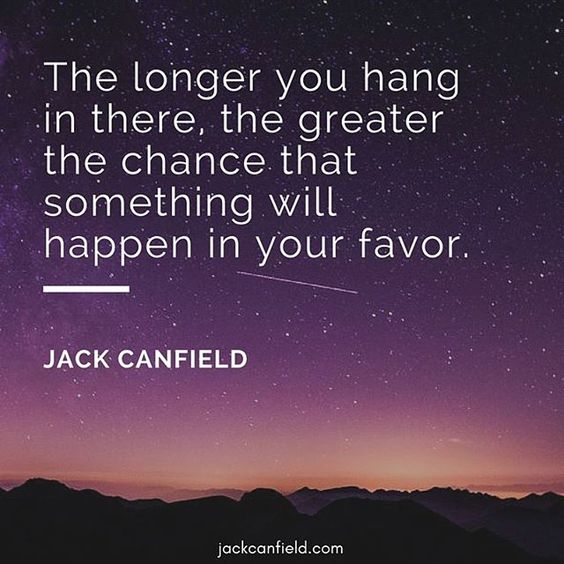 The longer you hang
in there, the greater
the chance that
something will
happen in your favor.
JACK CANFIELD
jackcanfield.com